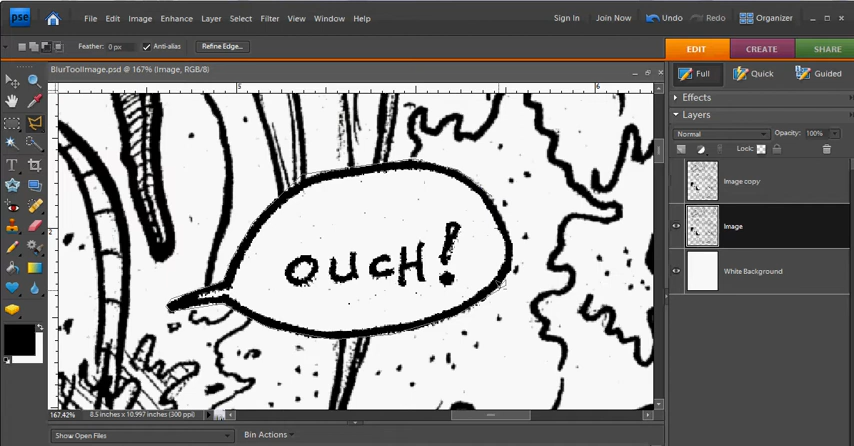 pse File Edit Image Enhance Layer Select Filter View Window Help Sign In Join Now Undo Redo Organizer
Feather: 0 px Anti-alias Refine Edge... EDIT CREATE SHARE
BlurToolImage.psd @ 167% (Image, RGB/8) Full Quick Guided
5 6
Effects
Layers
Normal Opacity: 100%
Lock:
Image copy
Image
White Background
OUCH!
167.42% 8.5 inches x 10.997 inches (300 ppi)
Show Open Files Bin Actions